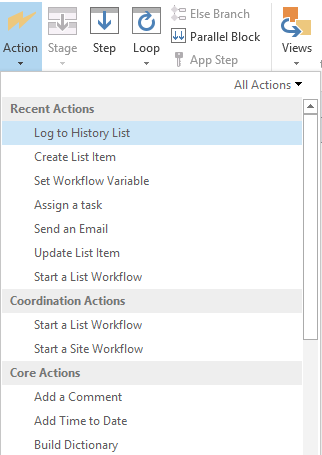 Action
Stage
Step
Loop
Else Branch
Parallel Block
App Step
Views
All Actions
Recent Actions
Log to History List
Create List Item
Set Workflow Variable
Assign a task
Send an Email
Update List Item
Start a List Workflow
Coordination Actions
Start a List Workflow
Start a Site Workflow
Core Actions
Add a Comment
Add Time to Date
Build Dictionary